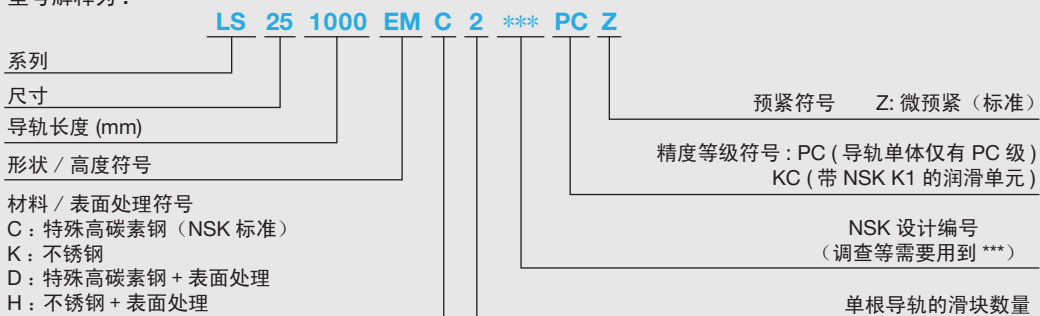 LS 25 1000 EM C 2 *** PC Z
系列
尺寸
导轨长度 (mm)
形状 / 高度符号
材料 / 表面处理符号
C : 特殊高碳素钢（NSK 标准）
K : 不锈钢
D : 特殊高碳素钢 + 表面处理
H : 不锈钢 + 表面处理
预紧符号 Z: 微预紧（标准）
精度等级符号 : PC ( 导轨单体仅有 PC 级 )
KC ( 带 NSK K1 的润滑单元 )
NSK 设计编号
（调查等需要用到 ***）
单根导轨的滑块数量